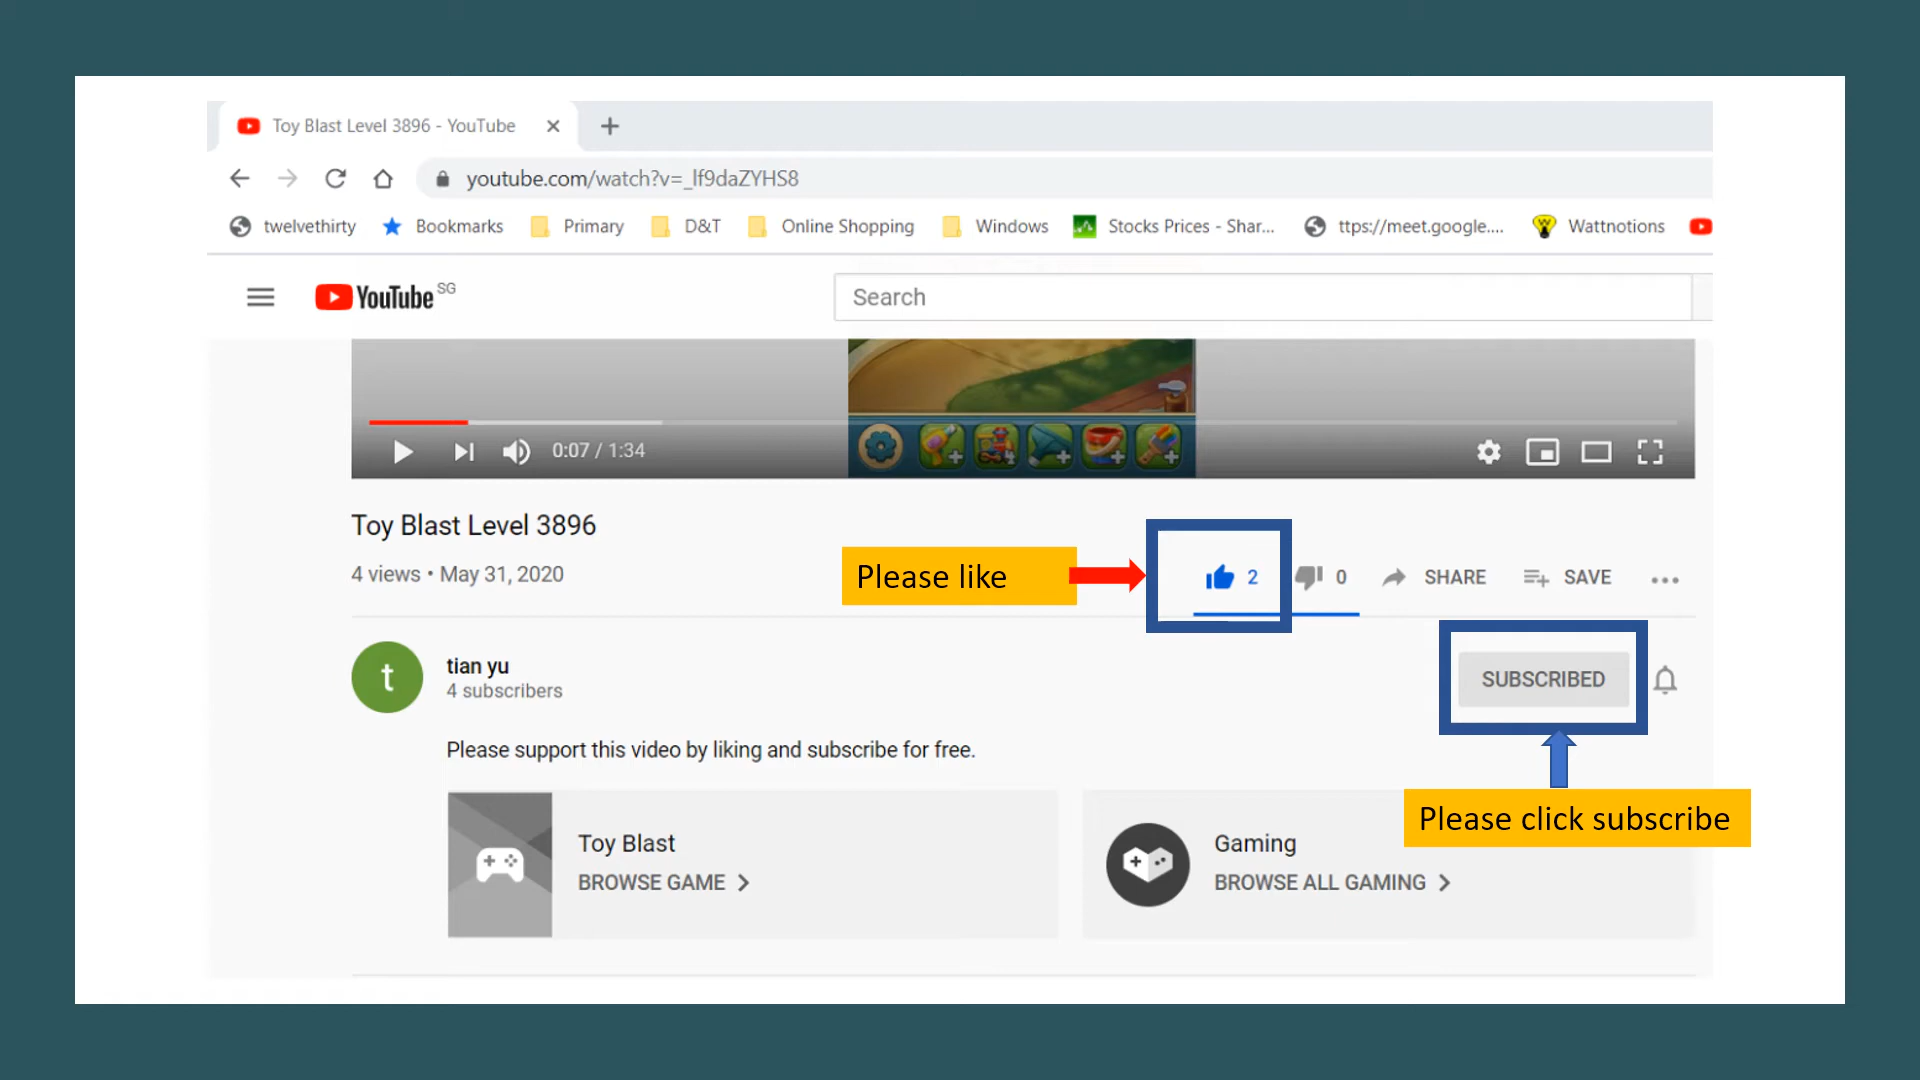 Toy Blast Level 3896 - YouTube
youtube.com/watch?v=_lf9daZYHS8
twelvethirty Bookmarks Primary D&T Online Shopping Windows Stocks Prices - Shar... ttps://meet.google.... Wattnotions
YouTube SG
Search
0:07 / 1:34
Toy Blast Level 3896
4 views • May 31, 2020
Please like
2 0 SHARE SAVE
t
tian yu
4 subscribers
SUBSCRIBED
Please support this video by liking and subscribe for free.
Please click subscribe
Toy Blast
BROWSE GAME
Gaming
BROWSE ALL GAMING